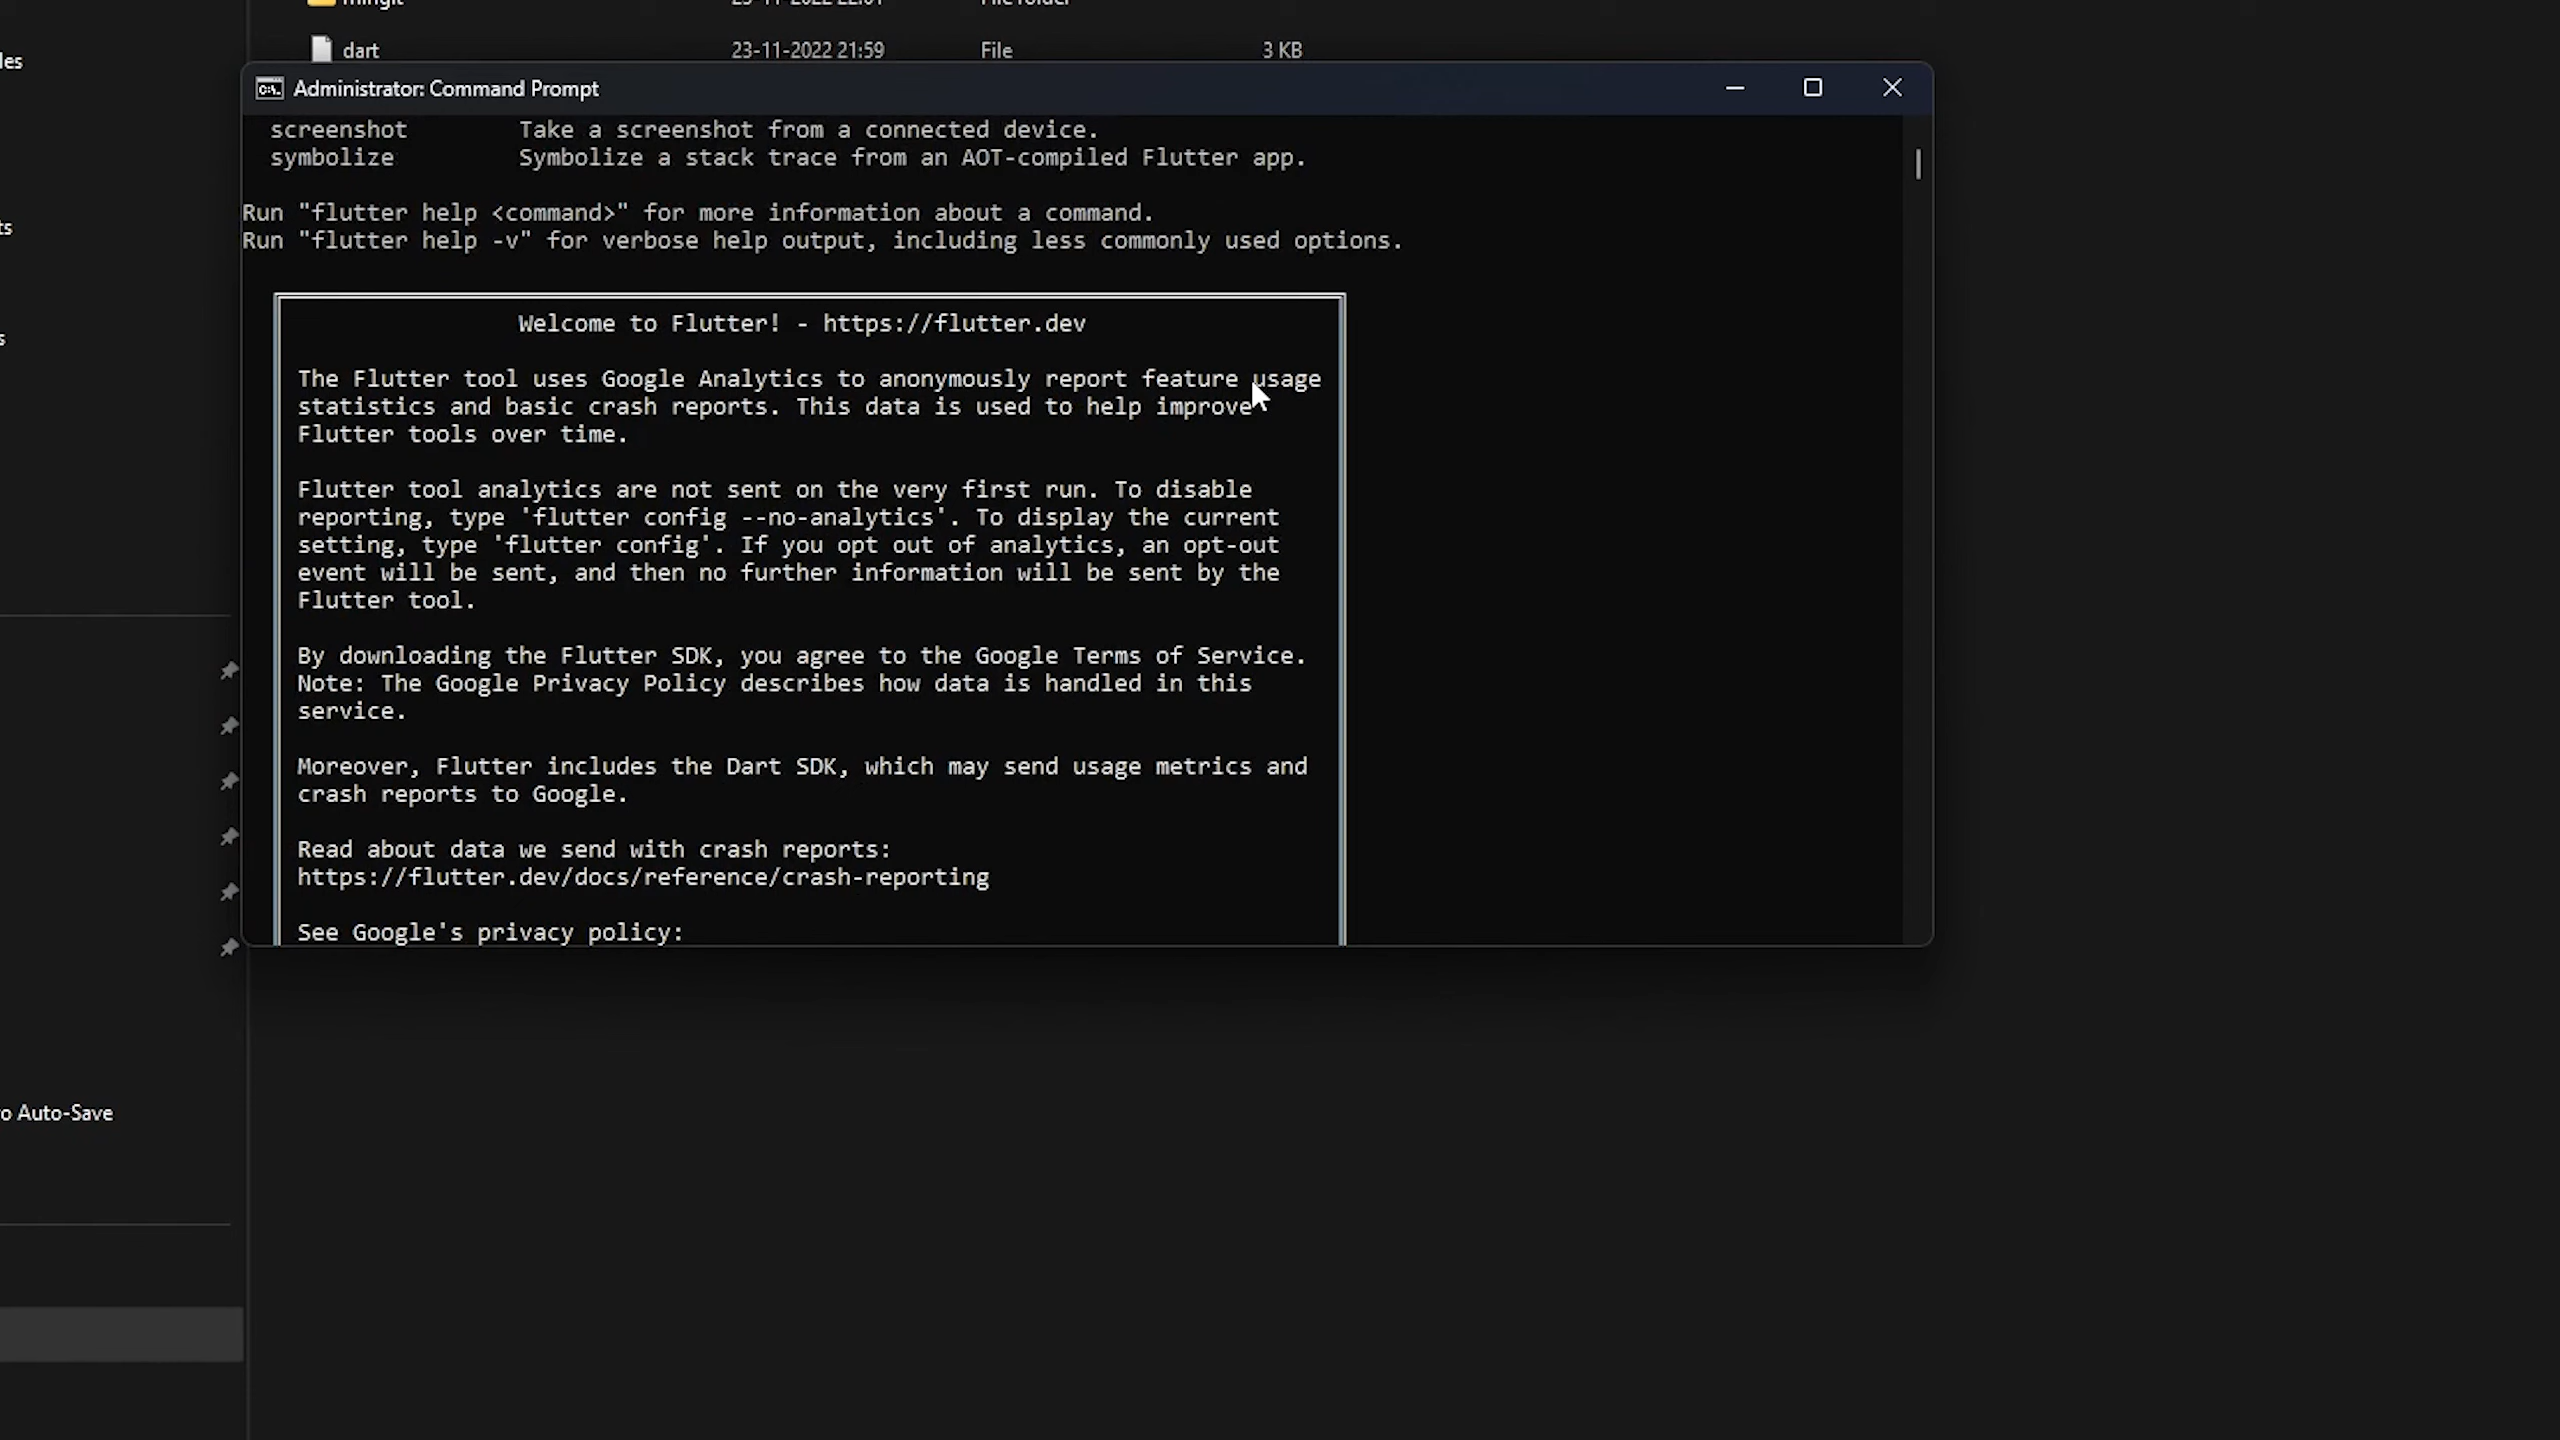 23-11-2022 22:01
les
dart 23-11-2022 21:59 File 3 KB
Administrator: Command Prompt
screenshot Take a screenshot from a connected device.
symbolize Symbolize a stack trace from an AOT-compiled Flutter app.
Run "flutter help <command>" for more information about a command.
ts
Run "flutter help -v" for verbose help output, including less commonly used options.
Welcome to Flutter! - https://flutter.dev
s
The Flutter tool uses Google Analytics to anonymously report feature usage
statistics and basic crash reports. This data is used to help improve
Flutter tools over time.
Flutter tool analytics are not sent on the very first run. To disable
reporting, type 'flutter config --no-analytics'. To display the current
setting, type 'flutter config'. If you opt out of analytics, an opt-out
event will be sent, and then no further information will be sent by the
Flutter tool.
By downloading the Flutter SDK, you agree to the Google Terms of Service.
Note: The Google Privacy Policy describes how data is handled in this
service.
Moreover, Flutter includes the Dart SDK, which may send usage metrics and
crash reports to Google.
Read about data we send with crash reports:
https://flutter.dev/docs/reference/crash-reporting
See Google's privacy policy:
o Auto-Save